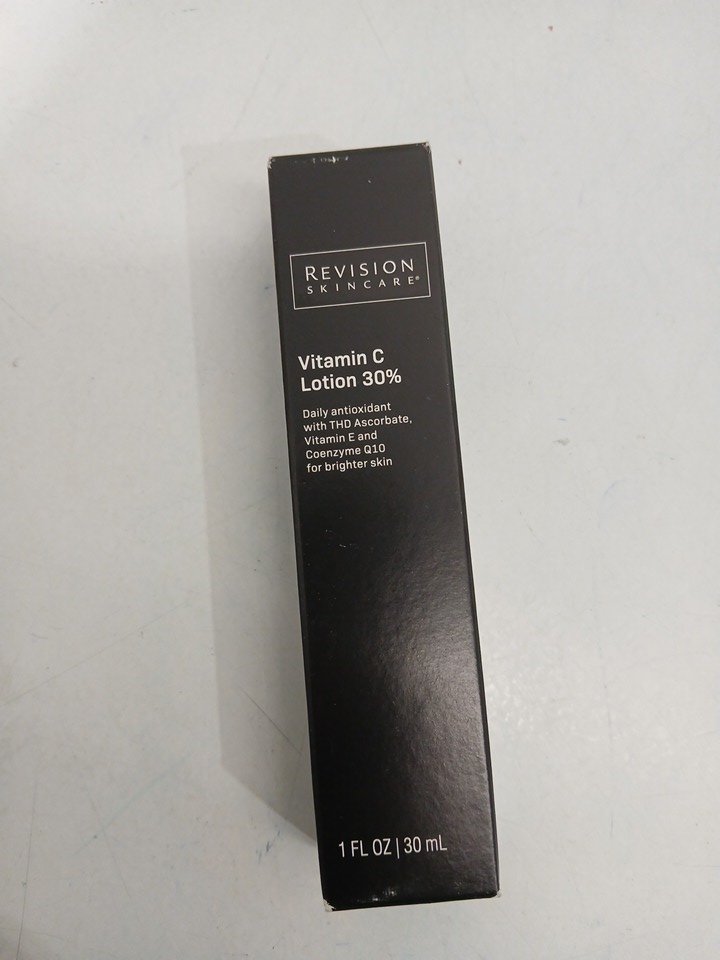 REVISION
SKINCARE®
Vitamin C
Lotion 30%
Daily antioxidant
with THD Ascorbate,
Vitamin E and
Coenzyme Q10
for brighter skin
1 FL OZ | 30 mL